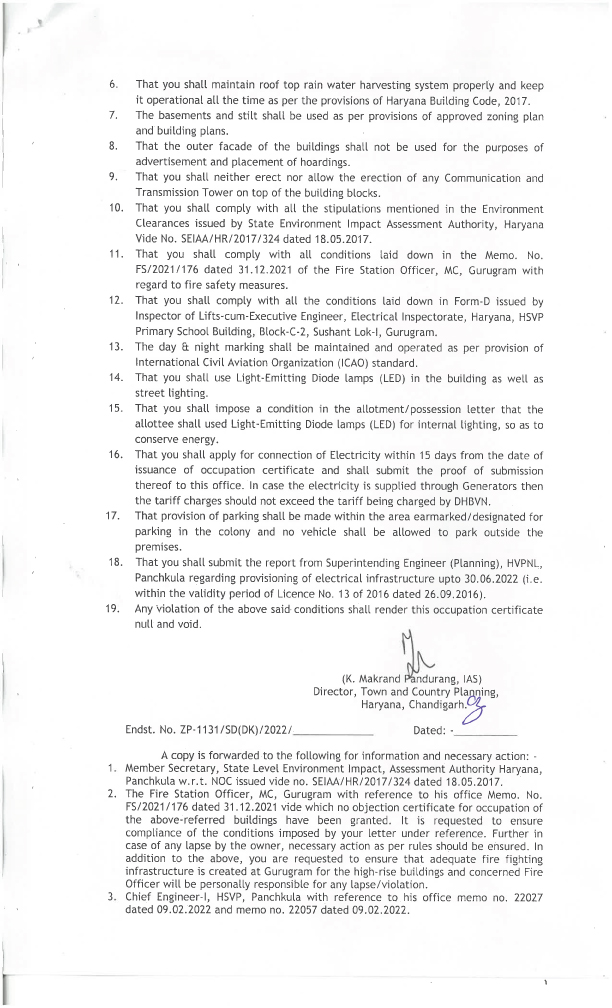 6. That you shall maintain roof top rain water harvesting system properly and keep
it operational all the time as per the provisions of Haryana Building Code, 2017.
7. The basements and stilt shall be used as per provisions of approved zoning plan
and building plans.
8. That the outer facade of the buildings shall not be used for the purposes of
advertisement and placement of hoardings.
9. That you shall neither erect nor allow the erection of any Communication and
Transmission Tower on top of the building blocks.
10. That you shall comply with all the stipulations mentioned in the Environment
Clearances issued by State Environment Impact Assessment Authority, Haryana
Vide No. SEIAA/HR/2017/324 dated 18.05.2017.
11. That you shall comply with all conditions laid down in the Memo. No.
FS/2021/176 dated 31.12.2021 of the Fire Station Officer, MC, Gurugram with
regard to fire safety measures.
12. That you shall comply with all the conditions laid down in Form-D issued by
Inspector of Lifts-cum-Executive Engineer, Electrical Inspectorate, Haryana, HSVP
Primary School Building, Block-C-2, Sushant Lok-I, Gurugram.
13. The day & night marking shall be maintained and operated as per provision of
International Civil Aviation Organization (ICAO) standard.
14. That you shall use Light-Emitting Diode lamps (LED) in the building as well as
street lighting.
15. That you shall impose a condition in the allotment/possession letter that the
allottee shall used Light-Emitting Diode lamps (LED) for internal lighting, so as to
conserve energy.
16. That you shall apply for connection of Electricity within 15 days from the date of
issuance of occupation certificate and shall submit the proof of submission
thereof to this office. In case the electricity is supplied through Generators then
the tariff charges should not exceed the tariff being charged by DHBVN.
17. That provision of parking shall be made within the area earmarked/designated for
parking in the colony and no vehicle shall be allowed to park outside the
premises.
18. That you shall submit the report from Superintending Engineer (Planning), HVPNL,
Panchkula regarding provisioning of electrical infrastructure upto 30.06.2022 (i.e.
within the validity period of Licence No. 13 of 2016 dated 26.09.2016).
19. Any violation of the above said conditions shall render this occupation certificate
null and void.
(K. Makrand Pandurang, IAS)
Director, Town and Country Planning,
Haryana, Chandigarh.
Endst. No. ZP-1131/SD(DK)/2022/______________ Dated: -___________
A copy is forwarded to the following for information and necessary action: -
1. Member Secretary, State Level Environment Impact, Assessment Authority Haryana,
Panchkula w.r.t. NOC issued vide no. SEIAA/HR/2017/324 dated 18.05.2017.
2. The Fire Station Officer, MC, Gurugram with reference to his office Memo. No.
FS/2021/176 dated 31.12.2021 vide which no objection certificate for occupation of
the above-referred buildings have been granted. It is requested to ensure
compliance of the conditions imposed by your letter under reference. Further in
case of any lapse by the owner, necessary action as per rules should be ensured. In
addition to the above, you are requested to ensure that adequate fire fighting
infrastructure is created at Gurugram for the high-rise buildings and concerned Fire
Officer will be personally responsible for any lapse/violation.
3. Chief Engineer-I, HSVP, Panchkula with reference to his office memo no. 22027
dated 09.02.2022 and memo no. 22057 dated 09.02.2022.